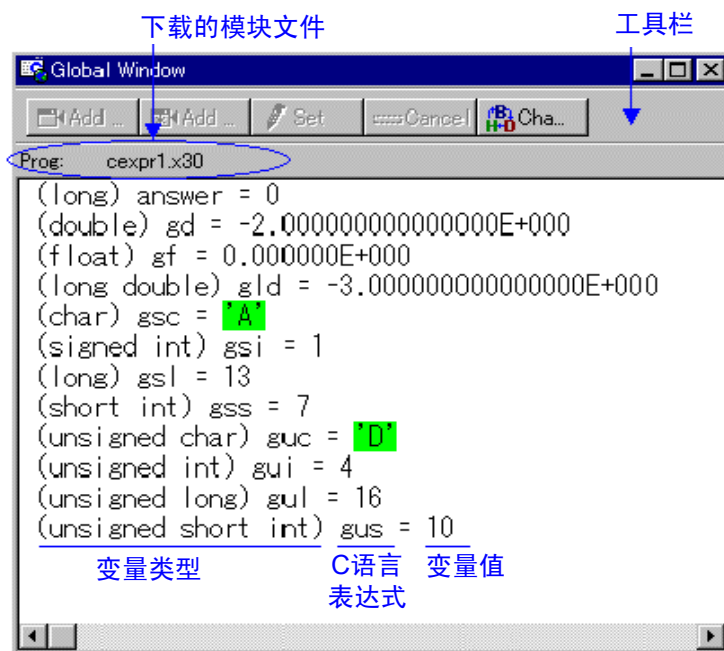 下载的模块文件
工具栏
Global Window
Add ... Add ... Set Cancel Cha...
Prog: cexpr1.x30
(long) answer = 0
(double) gd = -2.000000000000000E+000
(float) gf = 0.000000E+000
(long double) gld = -3.000000000000000E+000
(char) gsc = 'A'
(signed int) gsi = 1
(long) gsl = 13
(short int) gss = 7
(unsigned char) guc = 'D'
(unsigned int) gui = 4
(unsigned long) gul = 16
(unsigned short int) gus = 10
变量类型
C语言
表达式
变量值